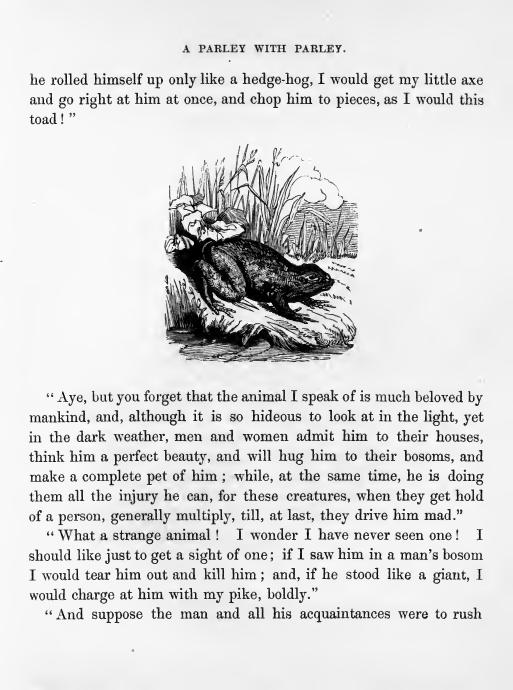 A PARLEY WITH PARLEY.
he rolled himself up only like a hedge-hog, I would get my little axe
and go right at him at once, and chop him to pieces, as I would this
toad ! ”
“ Aye, but you forget that the animal I speak of is much beloved by
mankind, and, although it is so hideous to look at in the light, yet
in the dark weather, men and women admit him to their houses,
think him a perfect beauty, and will hug him to their bosoms, and
make a complete pet of him ; while, at the same time, he is doing
them all the injury he can, for these creatures, when they get hold
of a person, generally multiply, till, at last, they drive him mad.”
“ What a strange animal ! I wonder I have never seen one ! I
should like just to get a sight of one ; if I saw him in a man’s bosom
I would tear him out and kill him ; and, if he stood like a giant, I
would charge at him with my pike, boldly.”
“ And suppose the man and all his acquaintances were to rush